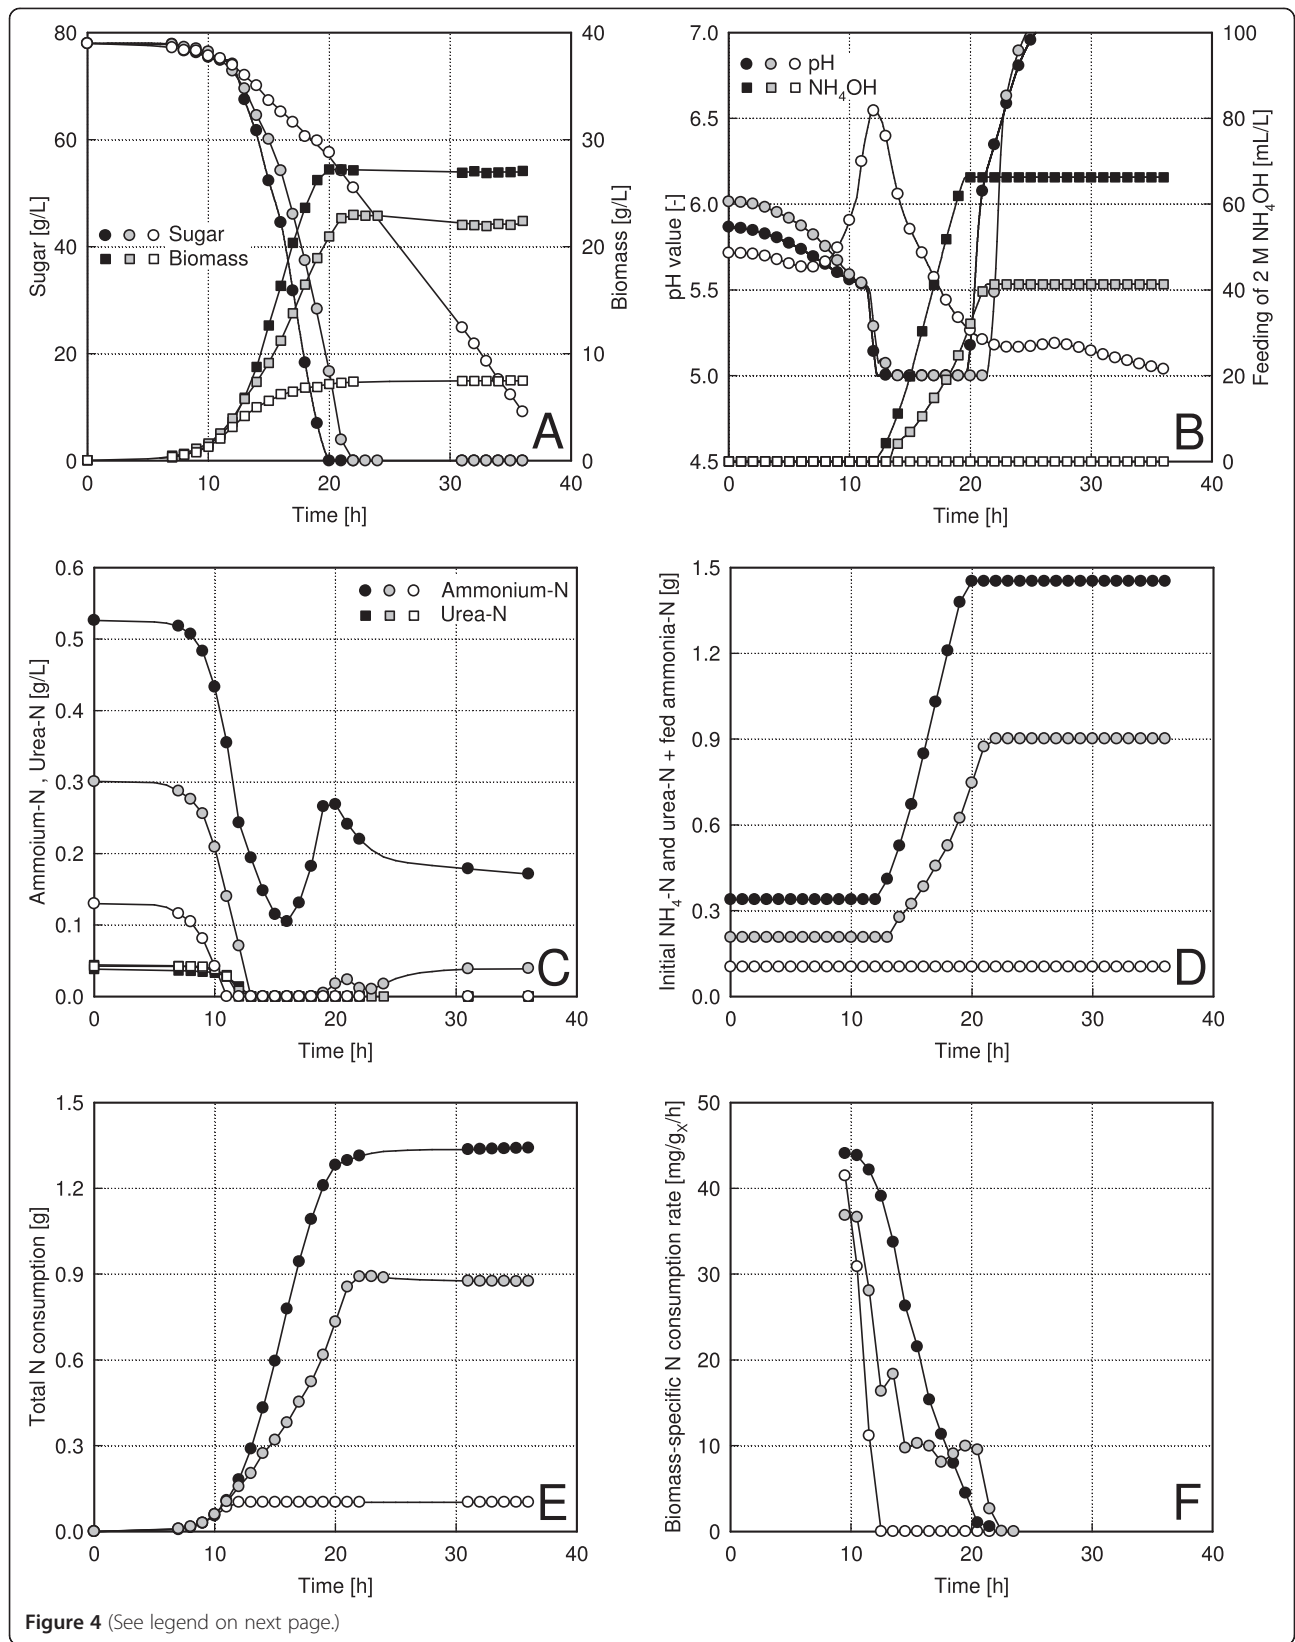 80
60
40
20
0
Sugar [g/L]
40
30
20
10
0
Biomass [g/L]
Sugar
Biomass
A
0
10
20
30
40
Time [h]
7.0
6.5
6.0
5.5
5.0
4.5
pH value [-]
100
80
60
40
20
0
Feeding of 2 M NH4OH [mL/L]
pH
NH4OH
B
0
10
20
30
40
Time [h]
0.6
0.5
0.4
0.3
0.2
0.1
0.0
Ammoium-N , Urea-N [g/L]
Ammonium-N
Urea-N
C
0
10
20
30
40
Time [h]
1.5
1.2
0.9
0.6
0.3
0.0
Initial NH4-N and urea-N + fed ammonia-N [g]
D
0
10
20
30
40
Time [h]
1.5
1.2
0.9
0.6
0.3
0.0
Total N consumption [g]
E
0
10
20
30
40
Time [h]
50
40
30
20
10
0
Biomass-specific N consumption rate [mg/gX/h]
F
0
10
20
30
40
Time [h]
Figure 4 (See legend on next page.)